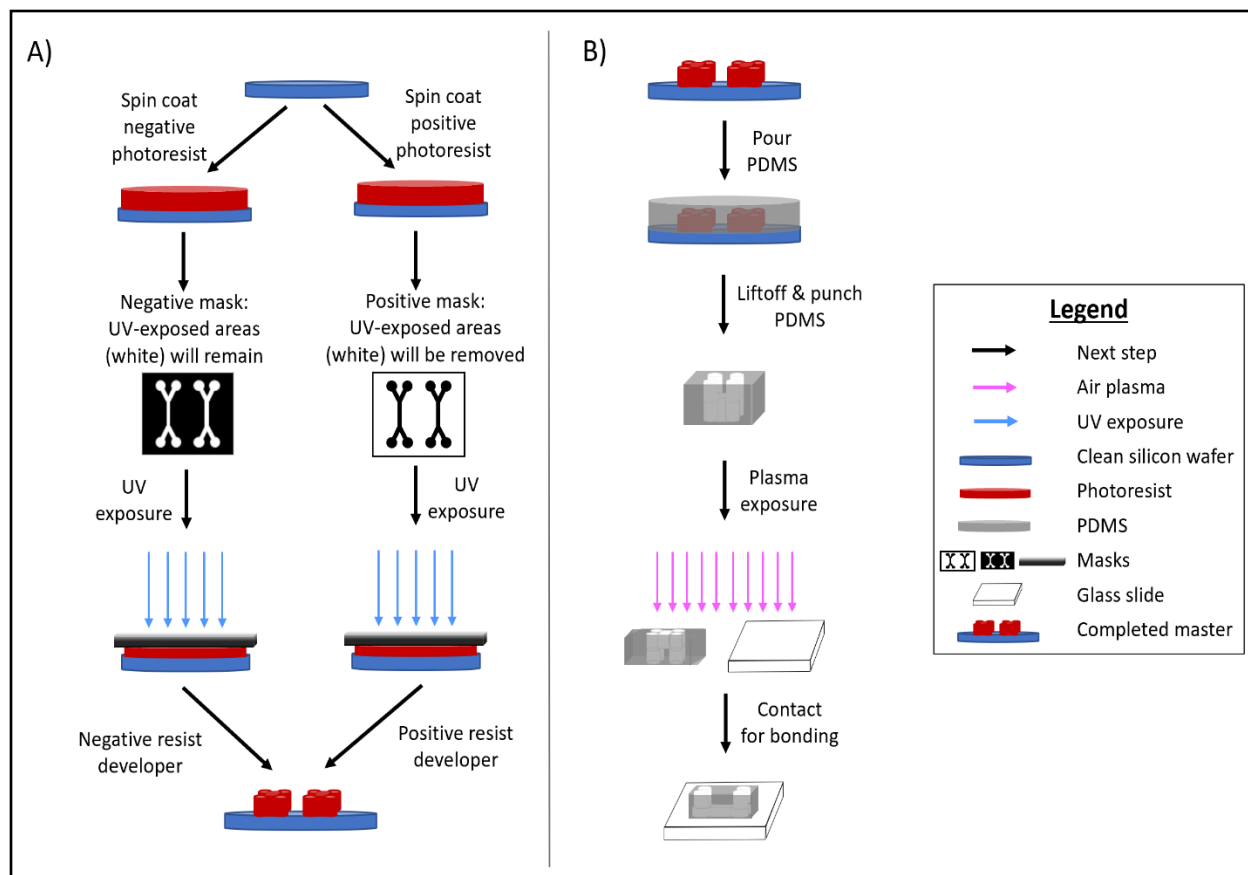 A)
Spin coat
negative
photoresist
Spin coat
positive
photoresist
Negative mask:
UV-exposed areas
(white) will remain
Positive mask:
UV-exposed areas
(white) will be removed
UV
exposure
UV
exposure
Negative resist
developer
Positive resist
developer
B)
Pour
PDMS
Liftoff & punch
PDMS
Plasma
exposure
Contact
for bonding
Legend
Next step
Air plasma
UV exposure
Clean silicon wafer
Photoresist
PDMS
Masks
Glass slide
Completed master